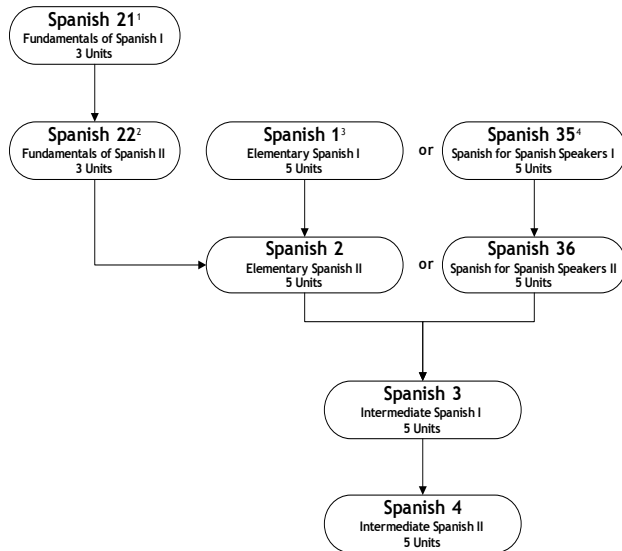 Spanish 21¹
Fundamentals of Spanish I
3 Units
Spanish 22²
Fundamentals of Spanish II
3 Units
Spanish 1³
Elementary Spanish I
5 Units
or
Spanish 35⁴
Spanish for Spanish Speakers I
5 Units
Spanish 2
Elementary Spanish II
5 Units
or
Spanish 36
Spanish for Spanish Speakers II
5 Units
Spanish 3
Intermediate Spanish I
5 Units
Spanish 4
Intermediate Spanish II
5 Units